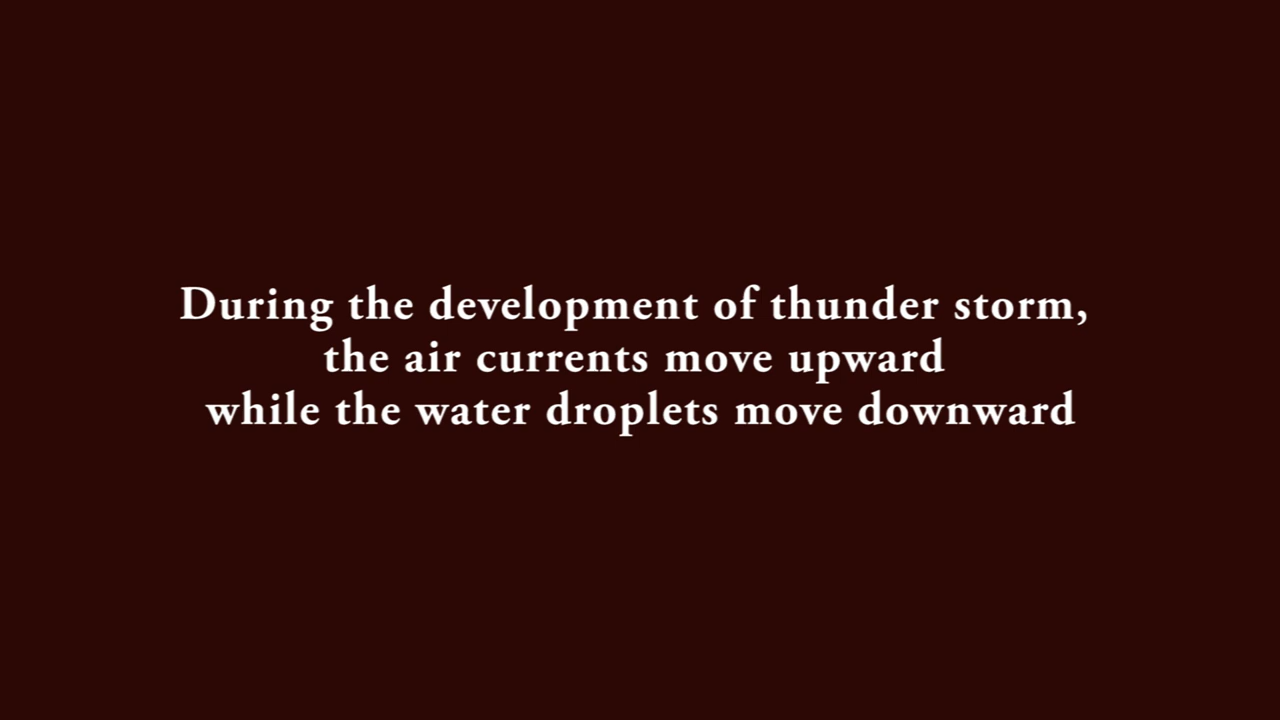 During the development of thunder storm,
the air currents move upward
while the water droplets move downward